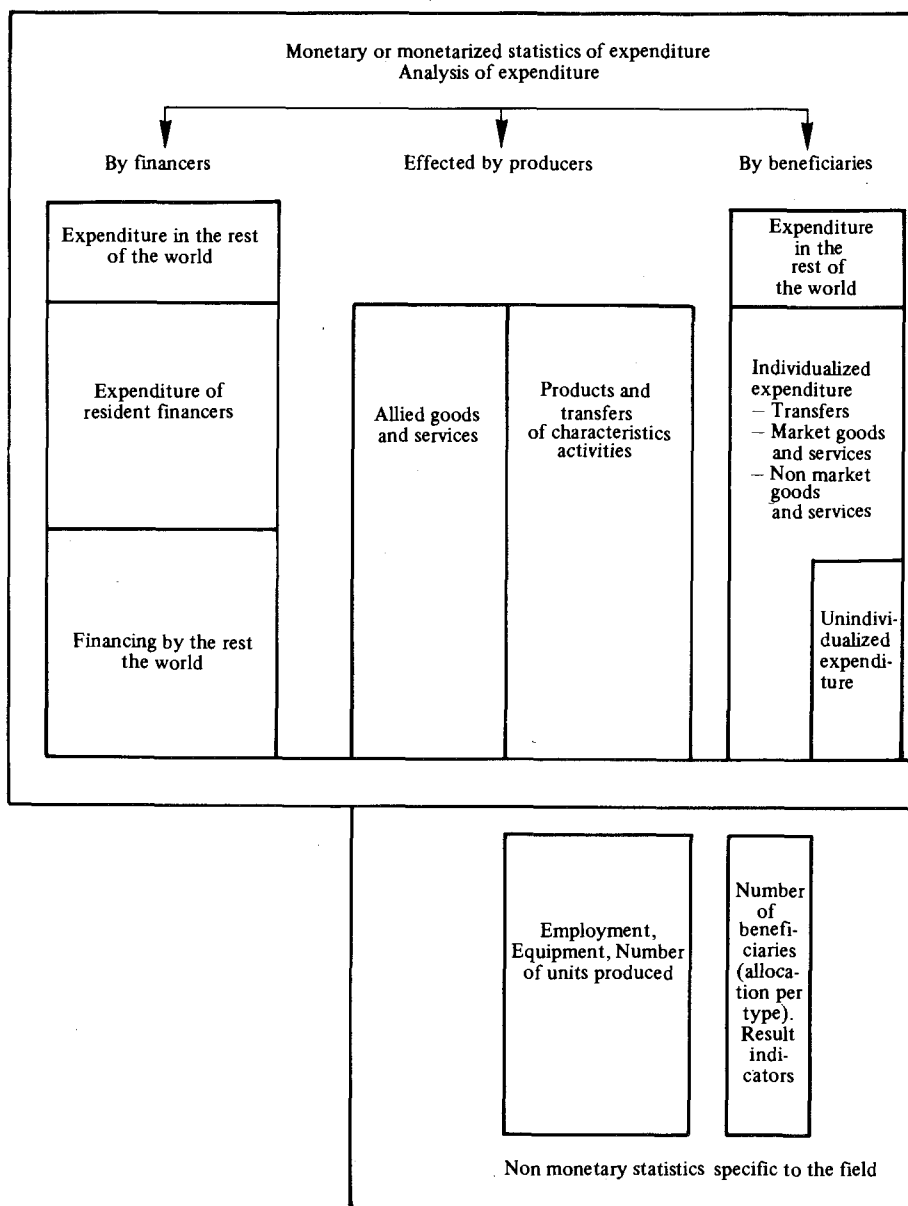 Monetary or monetarized statistics of expenditure
Analysis of expenditure
By financers
Effected by producers
By beneficiaries
Expenditure in the rest
of the world
Expenditure of
resident financers
Financing by the rest
the world
Allied goods
and services
Products and
transfers
of characteristics
activities
Expenditure
in the
rest of
the world
Individualized
expenditure
– Transfers
– Market goods
and services
– Non market
goods
and services
Unindivi-
dualized
expendi-
ture
Employment,
Equipment, Number
of units produced
Number
of
benefi-
ciaries
(alloca-
tion per
type).
Result
indi-
cators
Non monetary statistics specific to the field